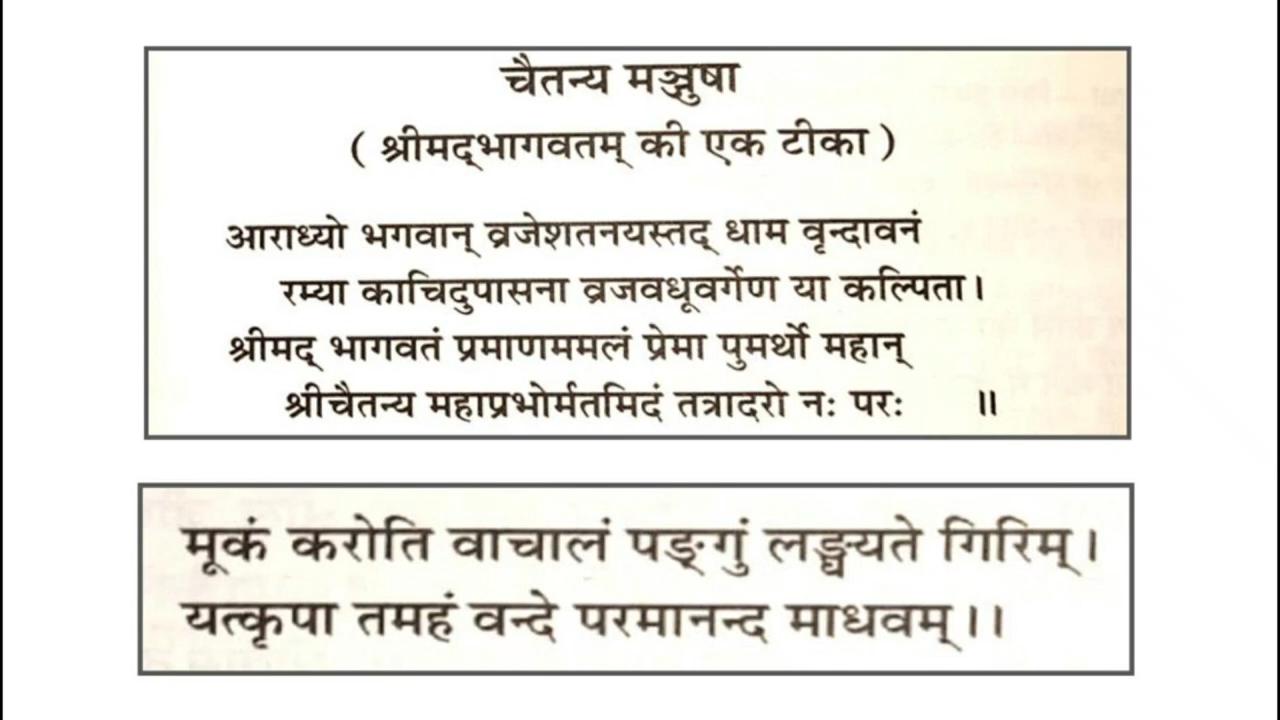 चैतन्य मञ्जुषा
( श्रीमद्‌भागवतम् की एक टीका )
आराध्यो भगवान् व्रजेशतनयस्तद् धाम वृन्दावनं
रम्या काचिदुपासना व्रजवधूवर्गेण या कल्पिता।
श्रीमद् भागवतं प्रमाणममलं प्रेमा पुमर्थो महान्
श्रीचैतन्य महाप्रभोर्मतमिदं तत्रादरो नः परः ॥
मूकं करोति वाचालं पङ्‌गुं लङ्घयते गिरिम्।
यत्कृपा तमहं वन्दे परमानन्द माधवम्।।